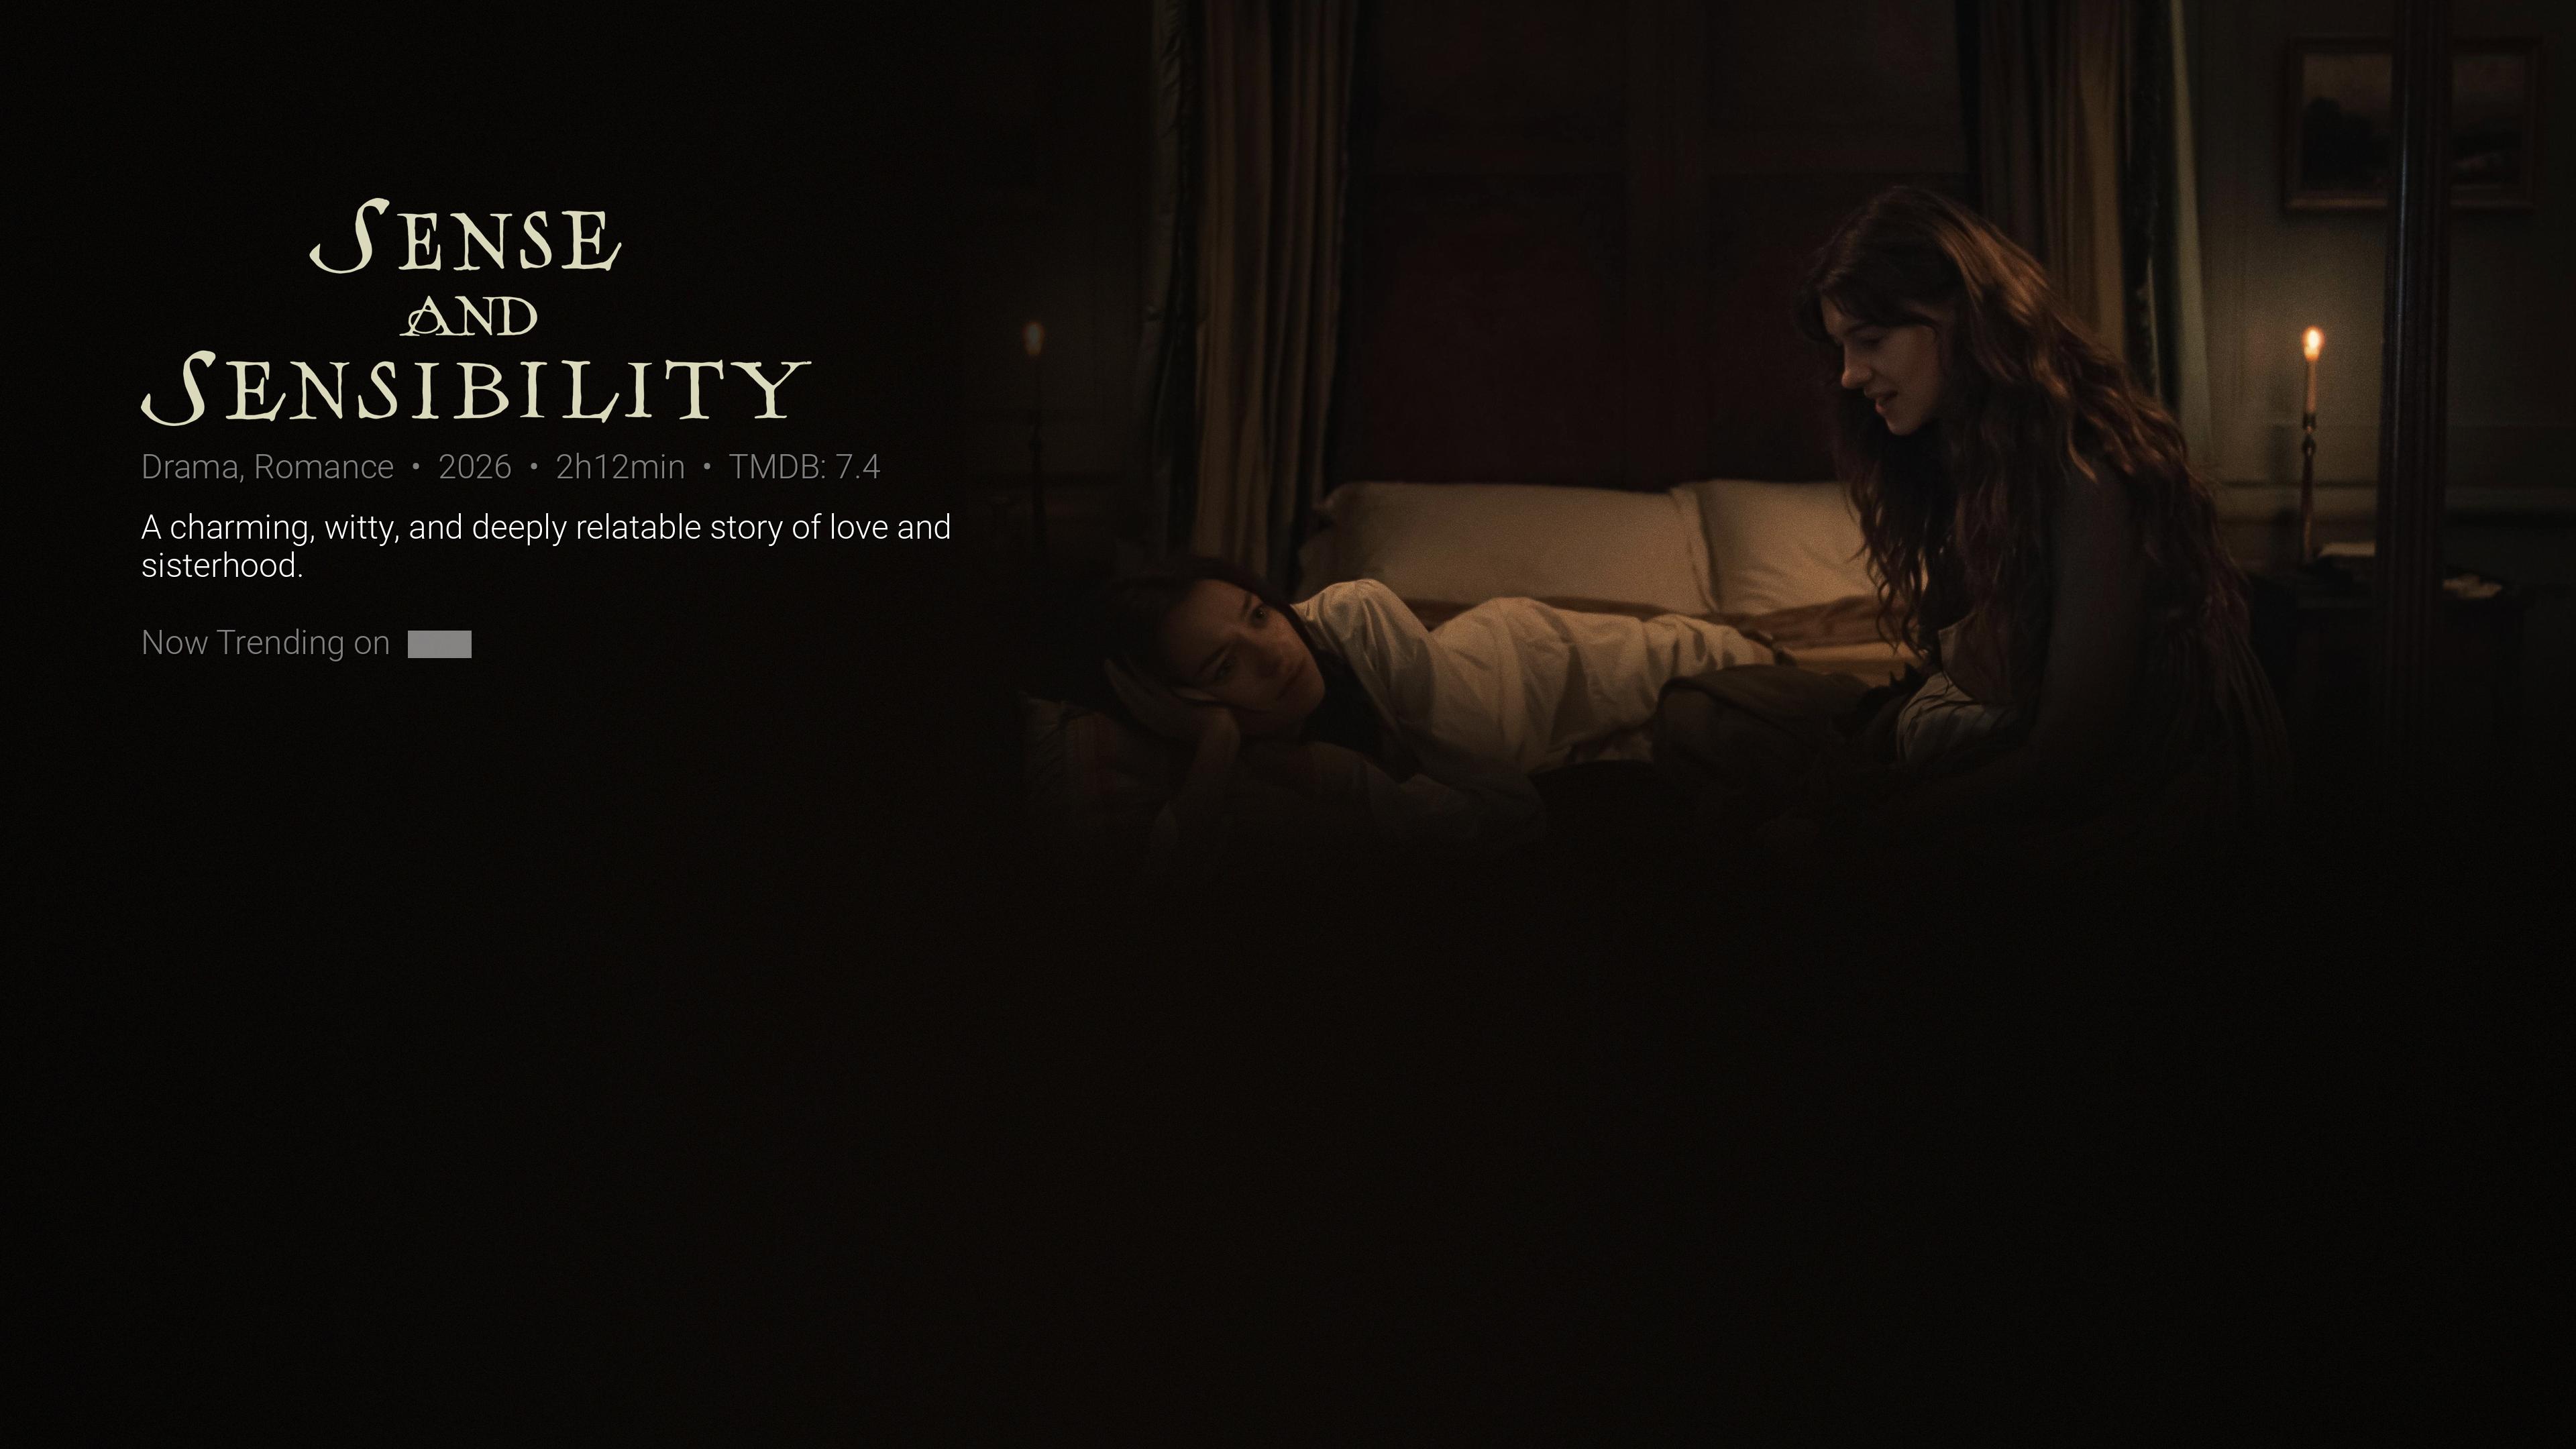 SENSE
AND
SENSIBILITY
Drama, Romance • 2026 • 2h12min • TMDB: 7.4
A charming, witty, and deeply relatable story of love and
sisterhood.
Now Trending on